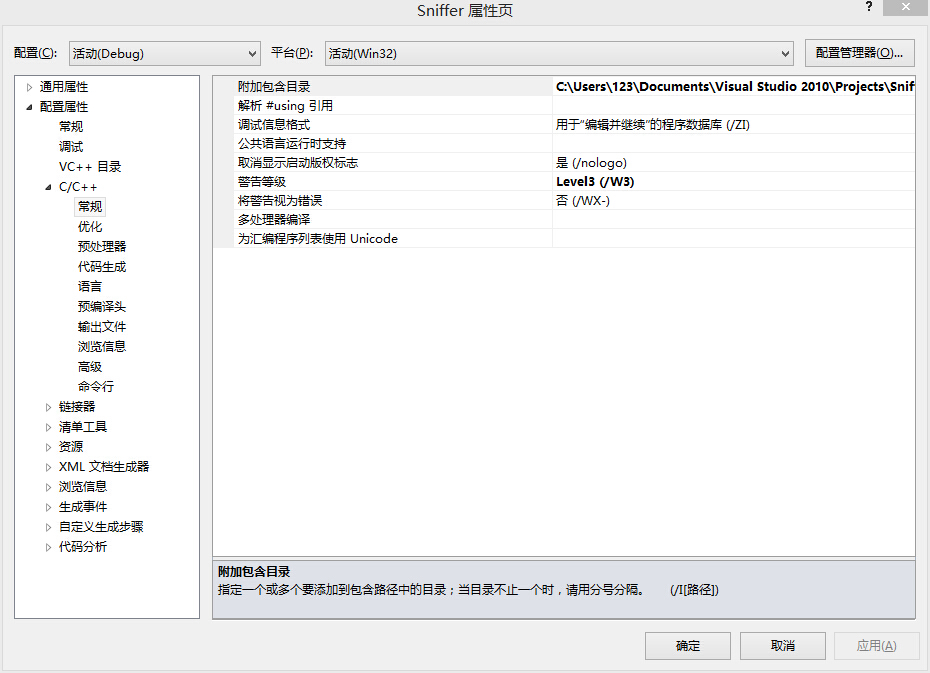 Sniffer 属性页
?
配置(C): 活动(Debug) 平台(P): 活动(Win32) 配置管理器(O)...
通用属性
配置属性
常规
调试
VC++ 目录
C/C++
常规
优化
预处理器
代码生成
语言
预编译头
输出文件
浏览信息
高级
命令行
链接器
清单工具
资源
XML 文档生成器
浏览信息
生成事件
自定义生成步骤
代码分析
附加包含目录 C:\Users\123\Documents\Visual Studio 2010\Projects\Snif
解析 #using 引用
调试信息格式 用于“编辑并继续”的程序数据库 (/ZI)
公共语言运行时支持
取消显示启动版权标志 是 (/nologo)
警告等级 Level3 (/W3)
将警告视为错误 否 (/WX-)
多处理器编译
为汇编程序列表使用 Unicode
附加包含目录
指定一个或多个要添加到包含路径中的目录；当目录不止一个时，请用分号分隔。 (/I[路径])
确定 取消 应用(A)